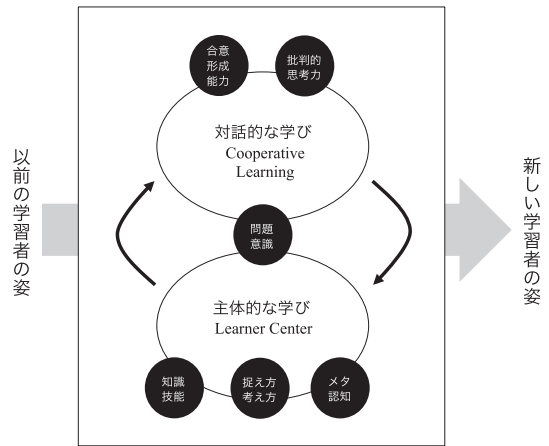 以前の学習者の姿
合意
形成
能力
批判的
思考力
対話的な学び
Cooperative
Learning
問題
意識
主体的な学び
Learner Center
知識
技能
捉え方
考え方
メタ
認知
新しい学習者の姿